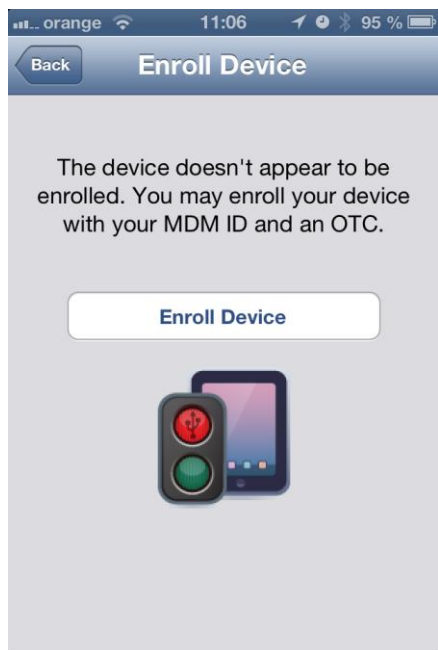 orange 11:06 95 %
Back Enroll Device
The device doesn't appear to be
enrolled. You may enroll your device
with your MDM ID and an OTC.
Enroll Device